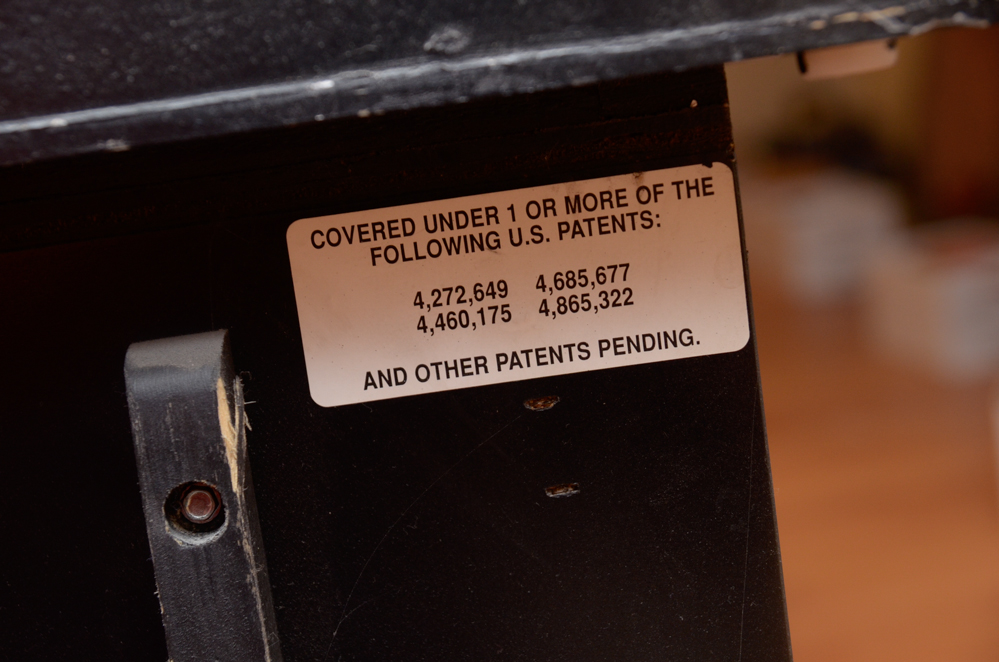 COVERED UNDER 1 OR MORE OF THE
FOLLOWING U.S. PATENTS:
4,272,649 4,685,677
4,460,175 4,865,322
AND OTHER PATENTS PENDING.